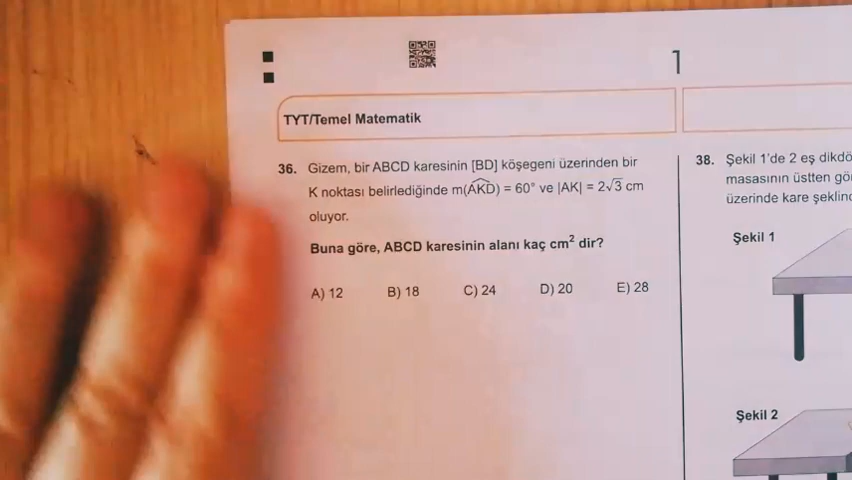 1
TYT/Temel Matematik
36. Gizem, bir ABCD karesinin [BD] köşegeni üzerinden bir
K noktası belirlediğinde m(AKD) = 60° ve |AK| = 2√3 cm
oluyor.
Buna göre, ABCD karesinin alanı kaç cm² dir?
A) 12 B) 18 C) 24 D) 20 E) 28
38. Şekil 1'de 2 eş
masasının üstten
üzerinde kare
Şekil 1
Şekil 2